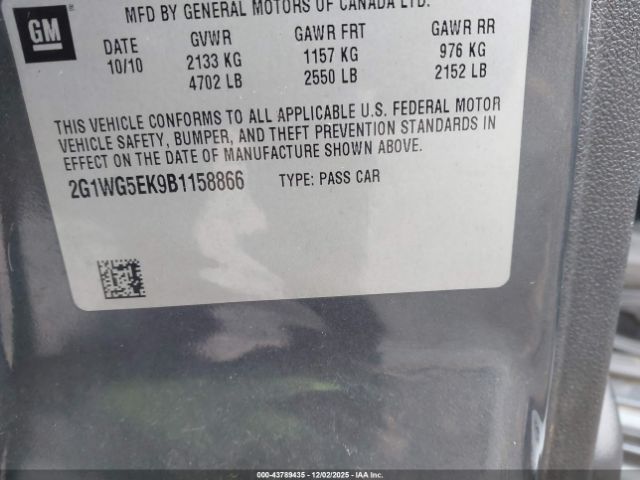 MFD BY GENERAL MOTORS OF CANADA LTD.
GM
DATE GVWR GAWR FRT GAWR RR
10/10 2133 KG 1157 KG 976 KG
4702 LB 2550 LB 2152 LB
THIS VEHICLE CONFORMS TO ALL APPLICABLE U.S. FEDERAL MOTOR
VEHICLE SAFETY, BUMPER, AND THEFT PREVENTION STANDARDS IN
EFFECT ON THE DATE OF MANUFACTURE SHOWN ABOVE.
2G1WG5EK9B1158866 TYPE: PASS CAR
000-43789435 - 12/02/2025 - IAA Inc.